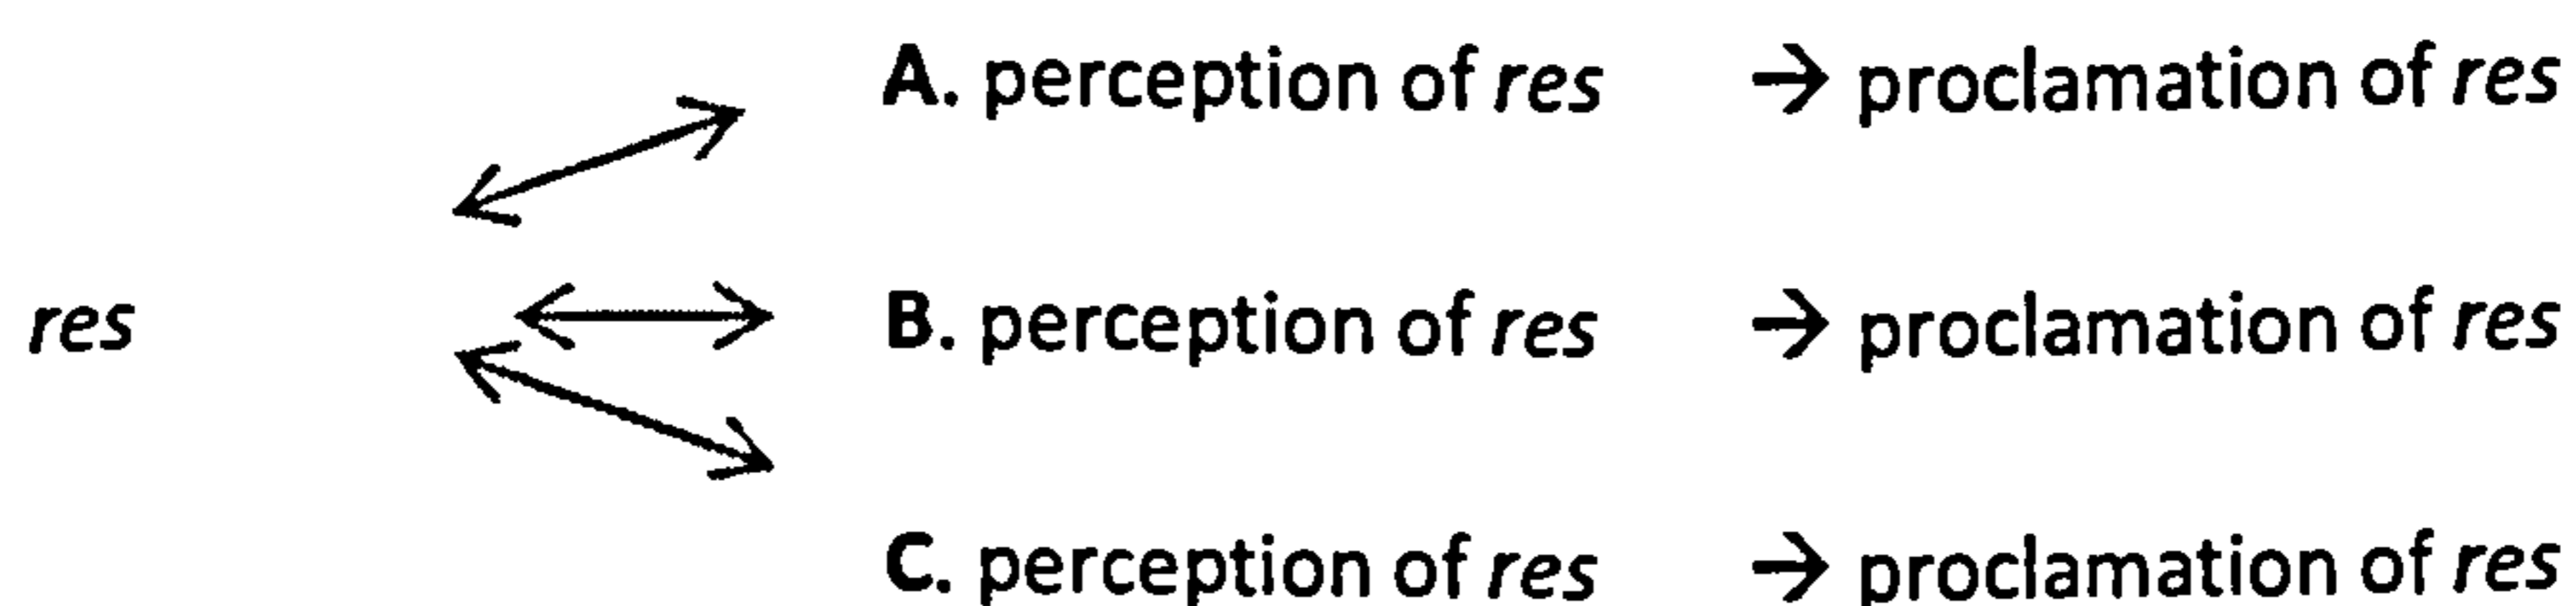 A. perception of res → proclamation of res
res B. perception of res → proclamation of res
C. perception of res → proclamation of res